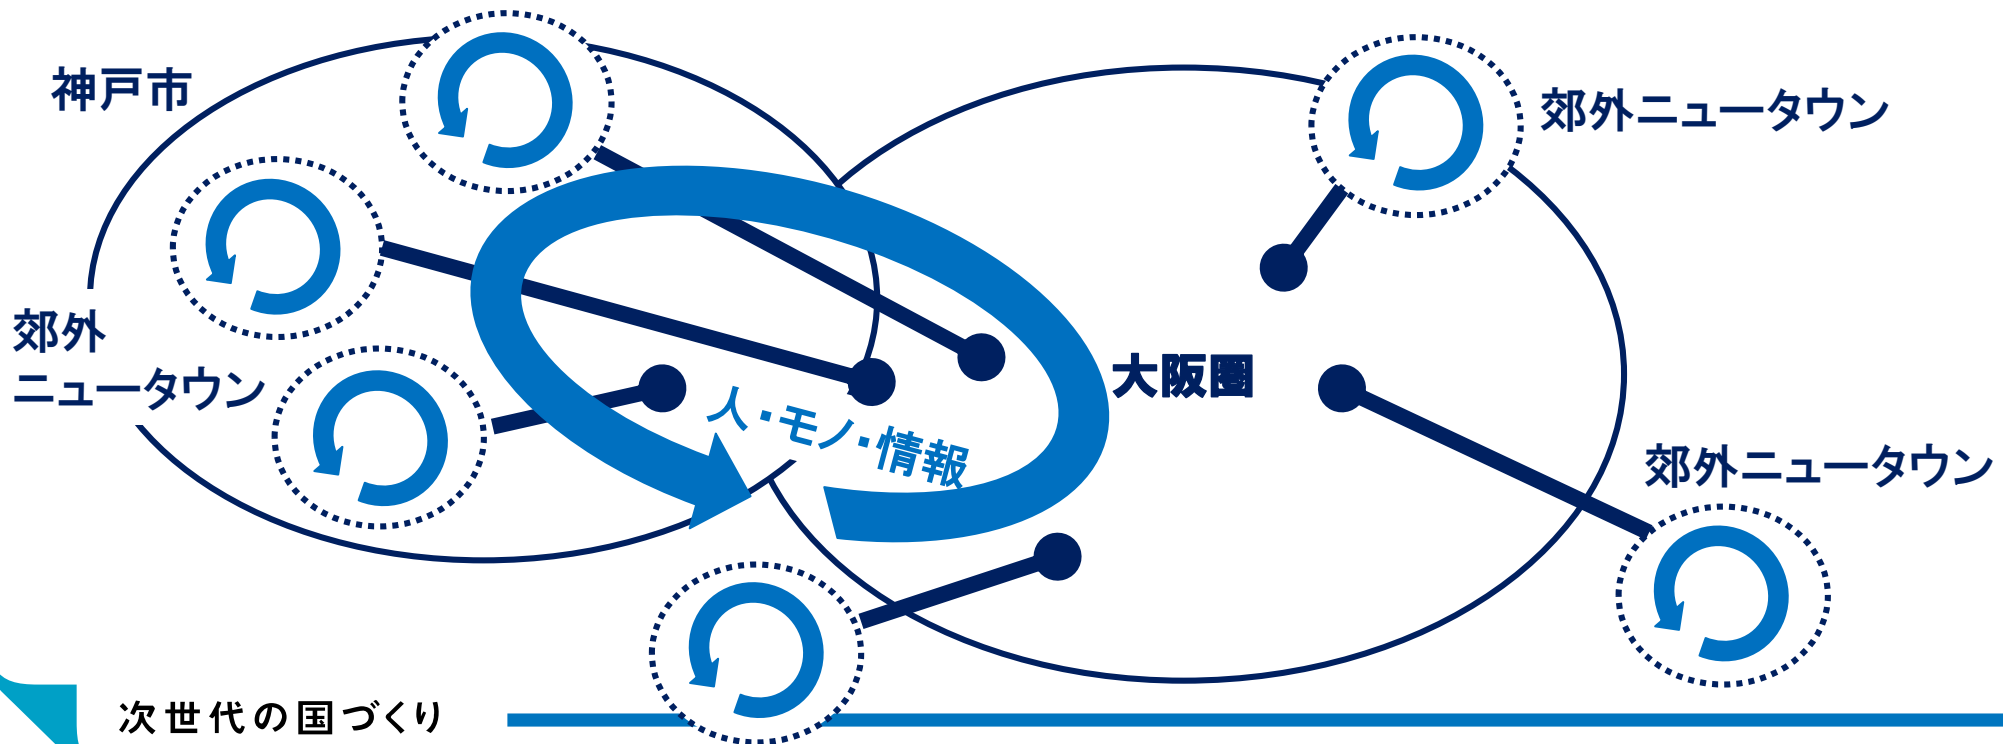 神戸市
郊外ニュータウン
郊外
ニュータウン
大阪圏
人・モノ・情報
郊外ニュータウン
次世代の国づくり